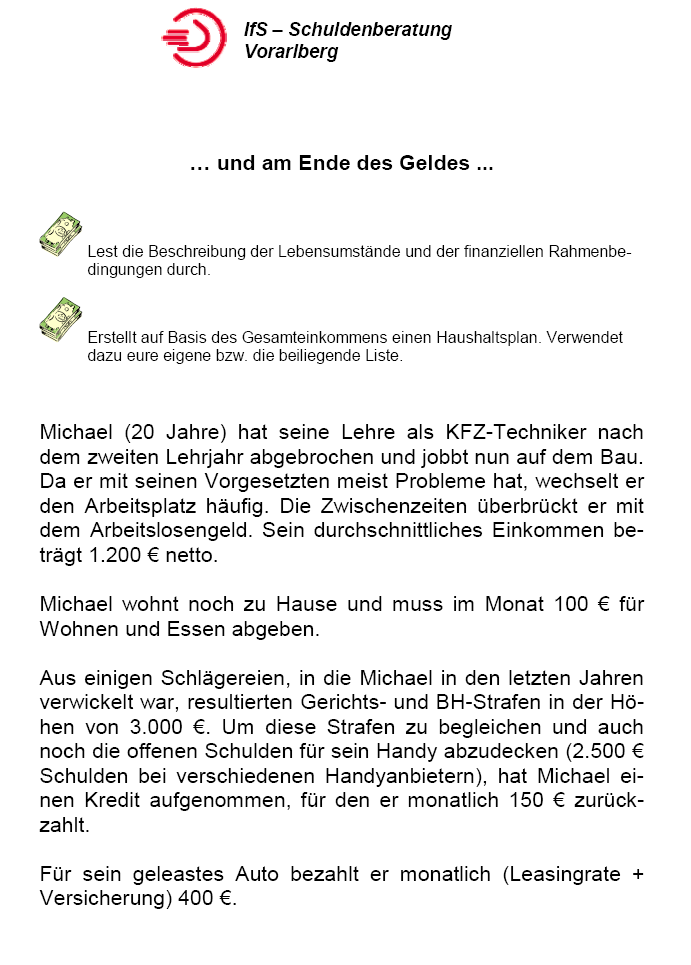 IfS – Schuldenberatung
Vorarlberg
… und am Ende des Geldes ...
Lest die Beschreibung der Lebensumstände und der finanziellen Rahmenbe-
dingungen durch.
Erstellt auf Basis des Gesamteinkommens einen Haushaltsplan. Verwendet
dazu eure eigene bzw. die beiliegende Liste.
Michael (20 Jahre) hat seine Lehre als KFZ-Techniker nach
dem zweiten Lehrjahr abgebrochen und jobbt nun auf dem Bau.
Da er mit seinen Vorgesetzten meist Probleme hat, wechselt er
den Arbeitsplatz häufig. Die Zwischenzeiten überbrückt er mit
dem Arbeitslosengeld. Sein durchschnittliches Einkommen be-
trägt 1.200 € netto.
Michael wohnt noch zu Hause und muss im Monat 100 € für
Wohnen und Essen abgeben.
Aus einigen Schlägereien, in die Michael in den letzten Jahren
verwickelt war, resultierten Gerichts- und BH-Strafen in der Hö-
hen von 3.000 €. Um diese Strafen zu begleichen und auch
noch die offenen Schulden für sein Handy abzudecken (2.500 €
Schulden bei verschiedenen Handyanbietern), hat Michael ei-
nen Kredit aufgenommen, für den er monatlich 150 € zurück-
zahlt.
Für sein geleastes Auto bezahlt er monatlich (Leasingrate +
Versicherung) 400 €.